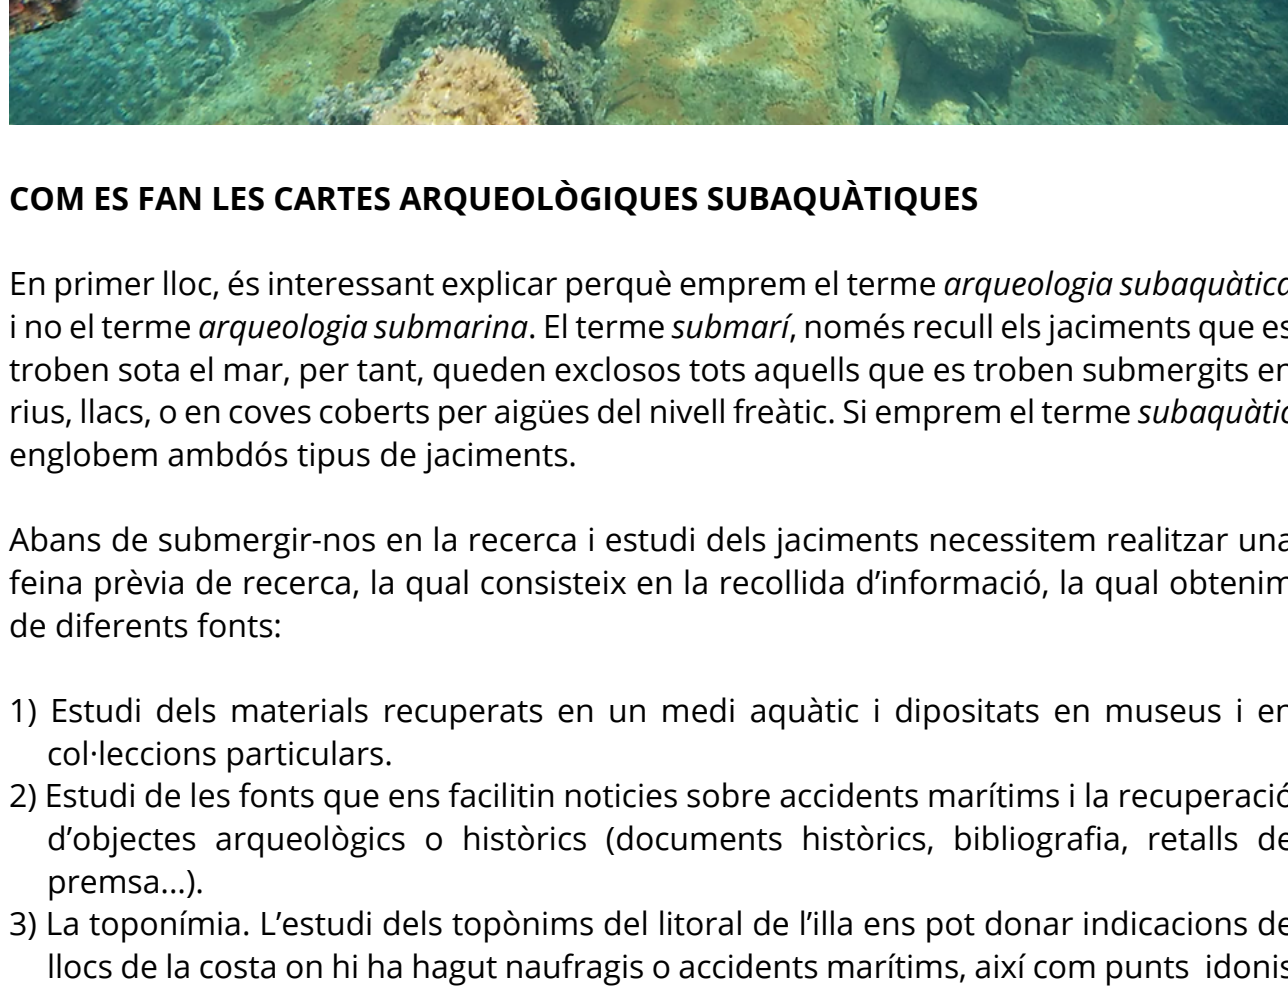 COM ES FAN LES CARTES ARQUEOLÒGIQUES SUBAQUÀTIQUES
En primer lloc, és interessant explicar perquè emprem el terme arqueologia subaquàtica
i no el terme arqueologia submarina. El terme submarí, només recull els jaciments que es
troben sota el mar, per tant, queden exclosos tots aquells que es troben submergits en
rius, llacs, o en coves coberts per aigües del nivell freàtic. Si emprem el terme subaquàtic
englobem ambdós tipus de jaciments.
Abans de submergir-nos en la recerca i estudi dels jaciments necessitem realitzar una
feina prèvia de recerca, la qual consisteix en la recollida d’informació, la qual obtenim
de diferents fonts:
1) Estudi dels materials recuperats en un medi aquàtic i dipositats en museus i en
col·leccions particulars.
2) Estudi de les fonts que ens facilitin noticies sobre accidents marítims i la recuperació
d’objectes arqueològics o històrics (documents històrics, bibliografia, retalls de
premsa...).
3) La toponímia. L’estudi dels topònims del litoral de l’illa ens pot donar indicacions de
llocs de la costa on hi ha hagut naufragis o accidents marítims, així com punts  idonis